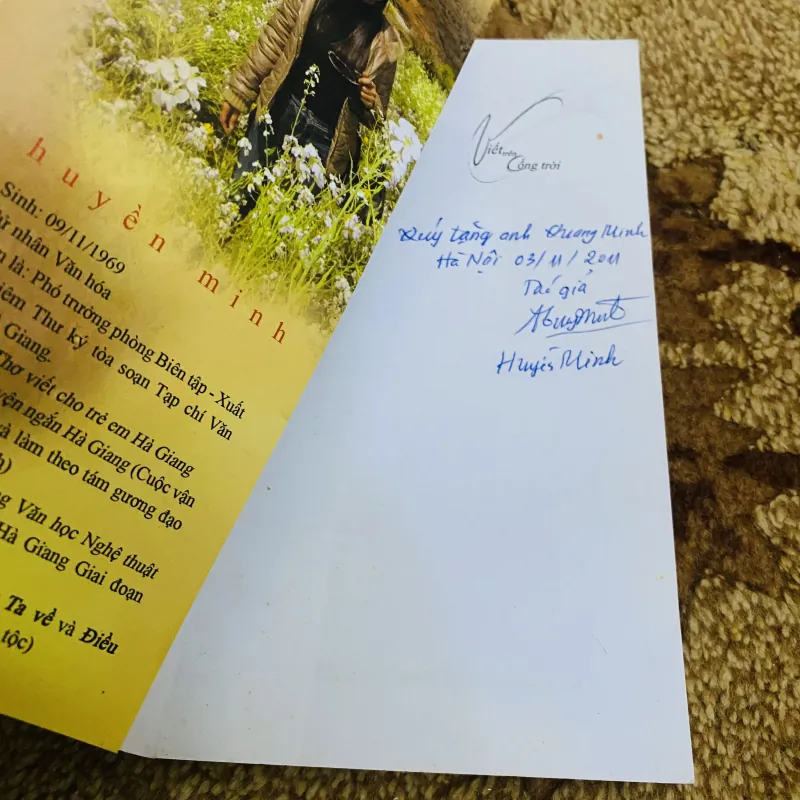 huyền minh
Sinh: 09/11/1969
nhân Văn hóa
là: Phó trưởng phòng Biên tập - Xuất
Thư ký tòa soạn Tạp chí Văn
Giang.
Thơ viết cho trẻ em Hà Giang
ngắn Hà Giang (Cuộc vận
và làm theo tám gương đạo
Văn học Nghệ thuật
Hà Giang Giai đoạn
Ta về và Điều
tộc)
Viết trên Cổng trời
Quý tặng anh Dương Minh
Hà Nội 03/11/2011
Tác giả
Huyền Minh